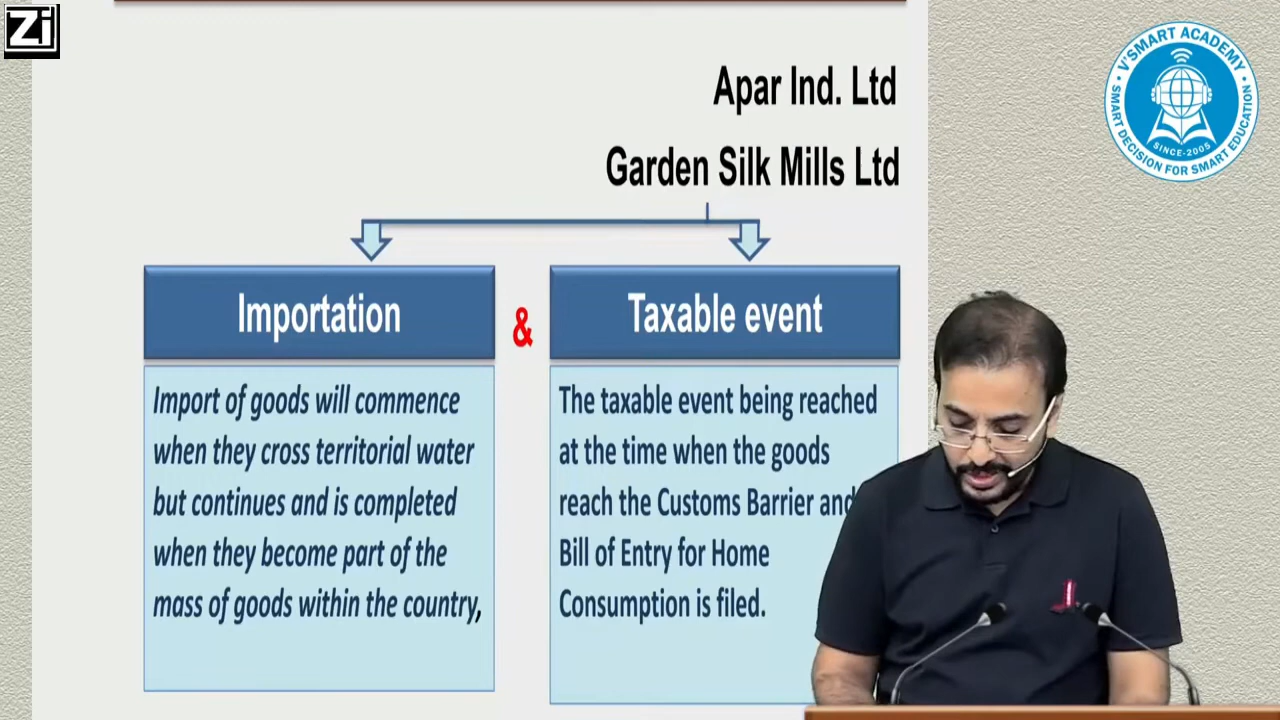 Zi
V'SMART ACADEMY
SMART DECISION FOR SMART EDUCATION
SINCE-2005
Apar Ind. Ltd
Garden Silk Mills Ltd
Importation
&
Taxable event
Import of goods will commence
when they cross territorial water
but continues and is completed
when they become part of the
mass of goods within the country,
The taxable event being reached
at the time when the goods
reach the Customs Barrier and
Bill of Entry for Home
Consumption is filed.